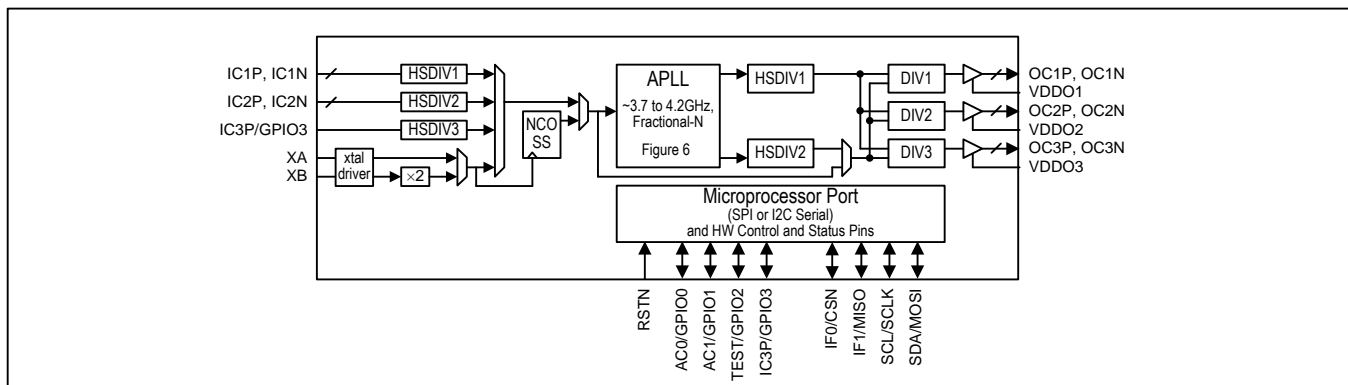 IC1P, IC1N
IC2P, IC2N
IC3P/GPIO3
XA
XB
xtal
driver
×2
HSDIV1
HSDIV2
HSDIV3
NCO
SS
APLL
~3.7 to 4.2GHz,
Fractional-N
Figure 6
HSDIV1
HSDIV2
DIV1
DIV2
DIV3
OC1P, OC1N
VDDO1
OC2P, OC2N
VDDO2
OC3P, OC3N
VDDO3
Microprocessor Port
(SPI or I2C Serial)
and HW Control and Status Pins
RSTN
AC0/GPIO0
AC1/GPIO1
TEST/GPIO2
IC3P/GPIO3
IF0/CSN
IF1/MISO
SCL/SCLK
SDA/MOSI